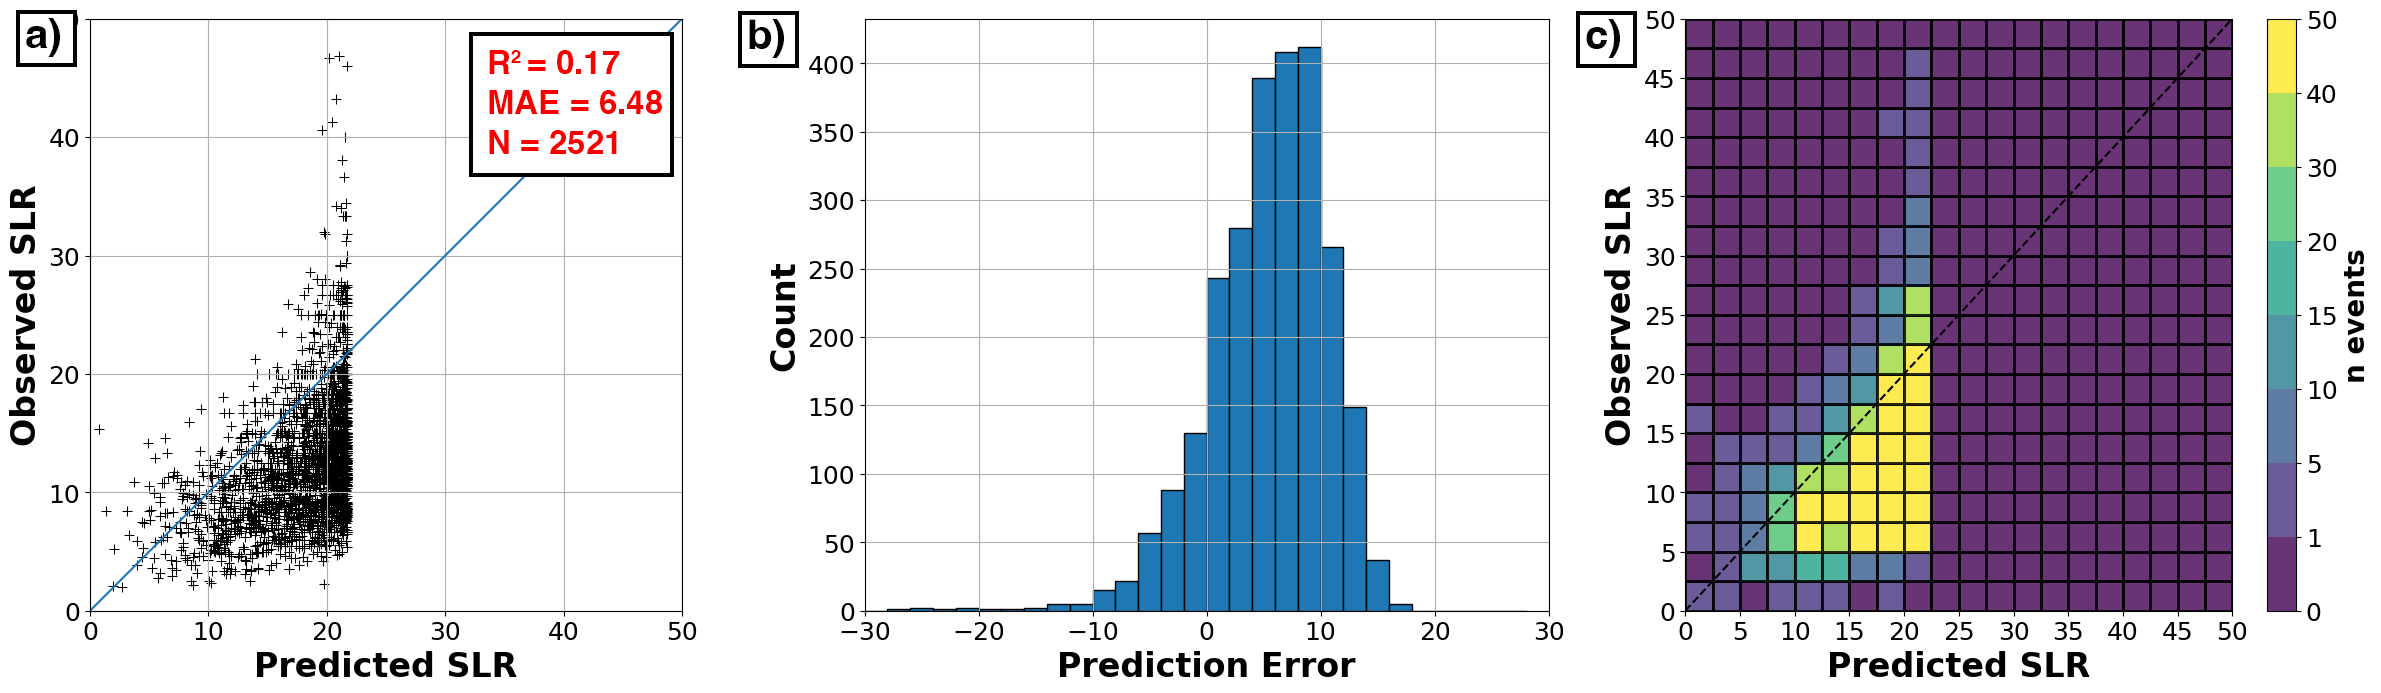 a)
R² = 0.17
MAE = 6.48
N = 2521
Observed SLR
40
30
20
10
0
0 10 20 30 40 50
Predicted SLR
b)
Count
400
350
300
250
200
150
100
50
0
−30 −20 −10 0 10 20 30
Prediction Error
c)
Observed SLR
50
45
40
35
30
25
20
15
10
5
0
0 5 10 15 20 25 30 35 40 45 50
Predicted SLR
50
40
30
20
15
10
5
1
0
n events